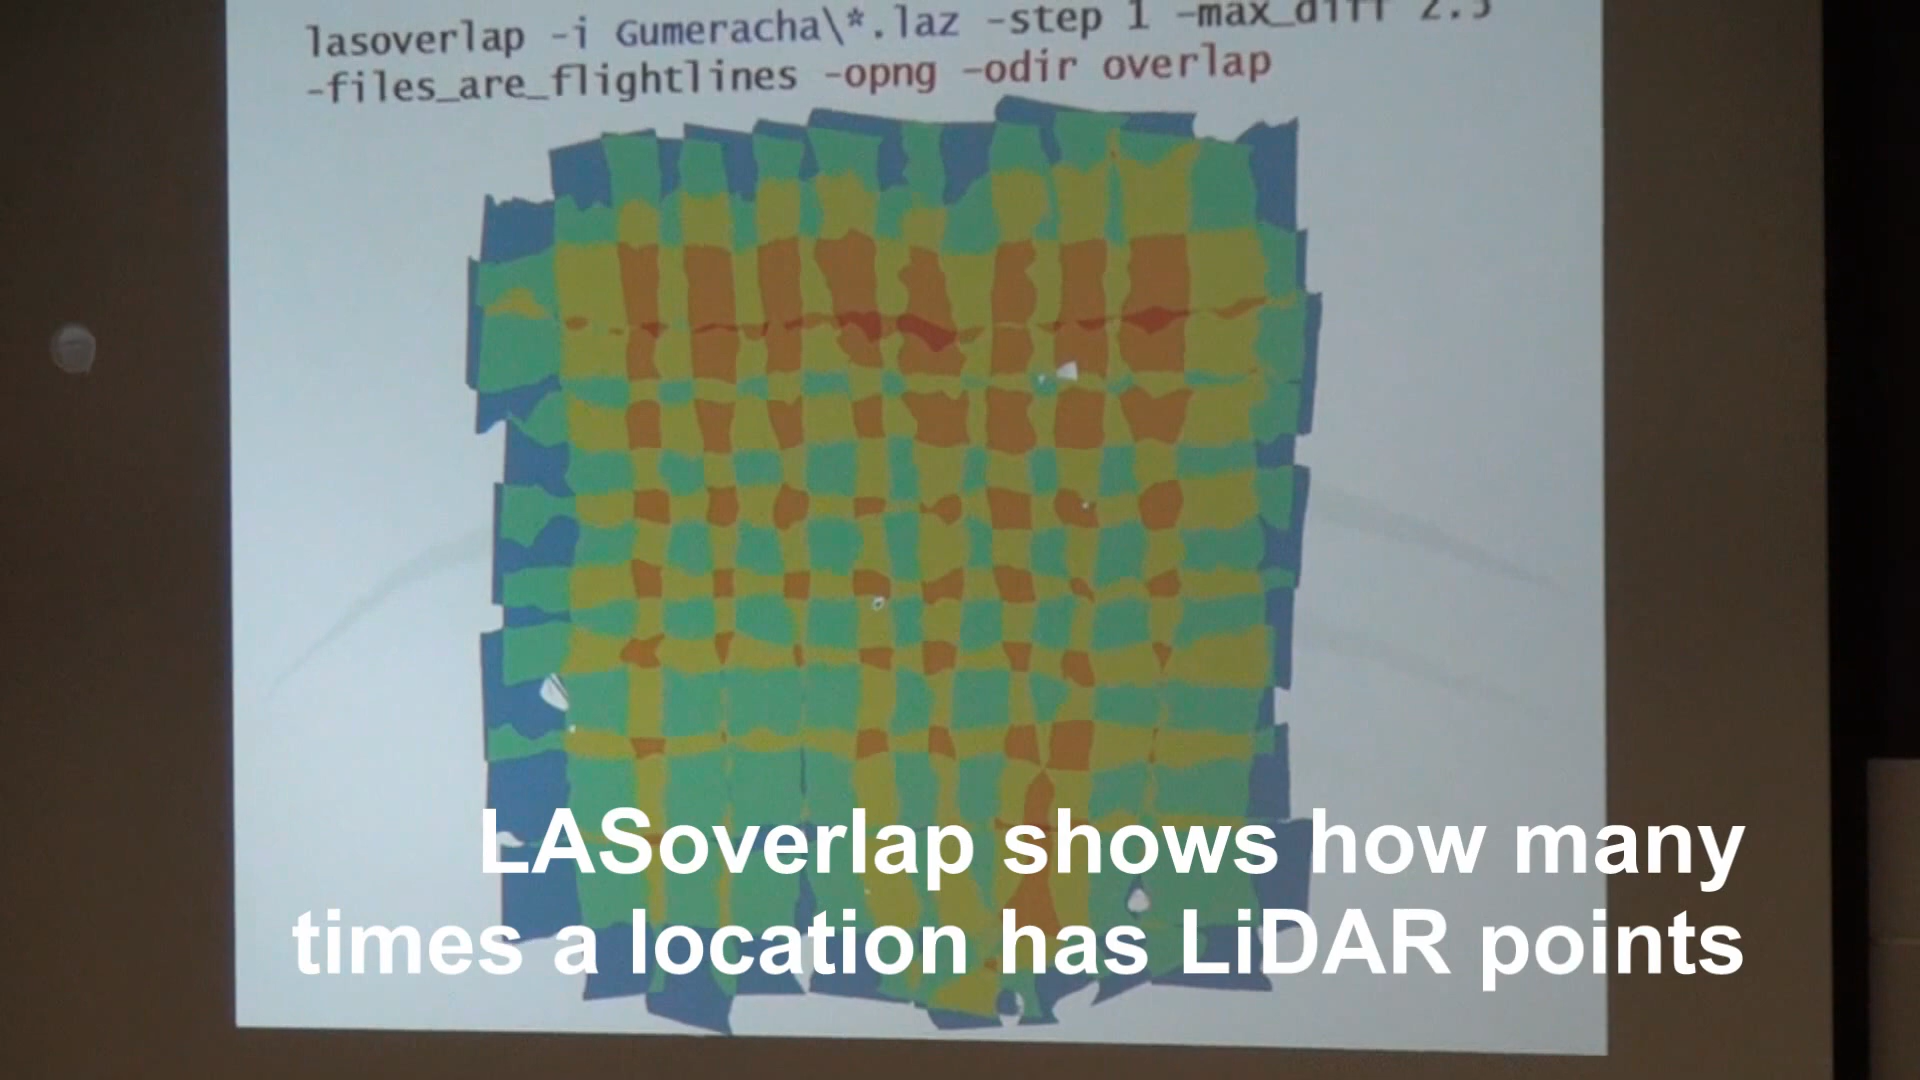 lasoverlap -i Gumeracha\*.laz -step 1 -max_diff 2.5
-files_are_flightlines -opng -odir overlap
LASoverlap shows how many
times a location has LiDAR points